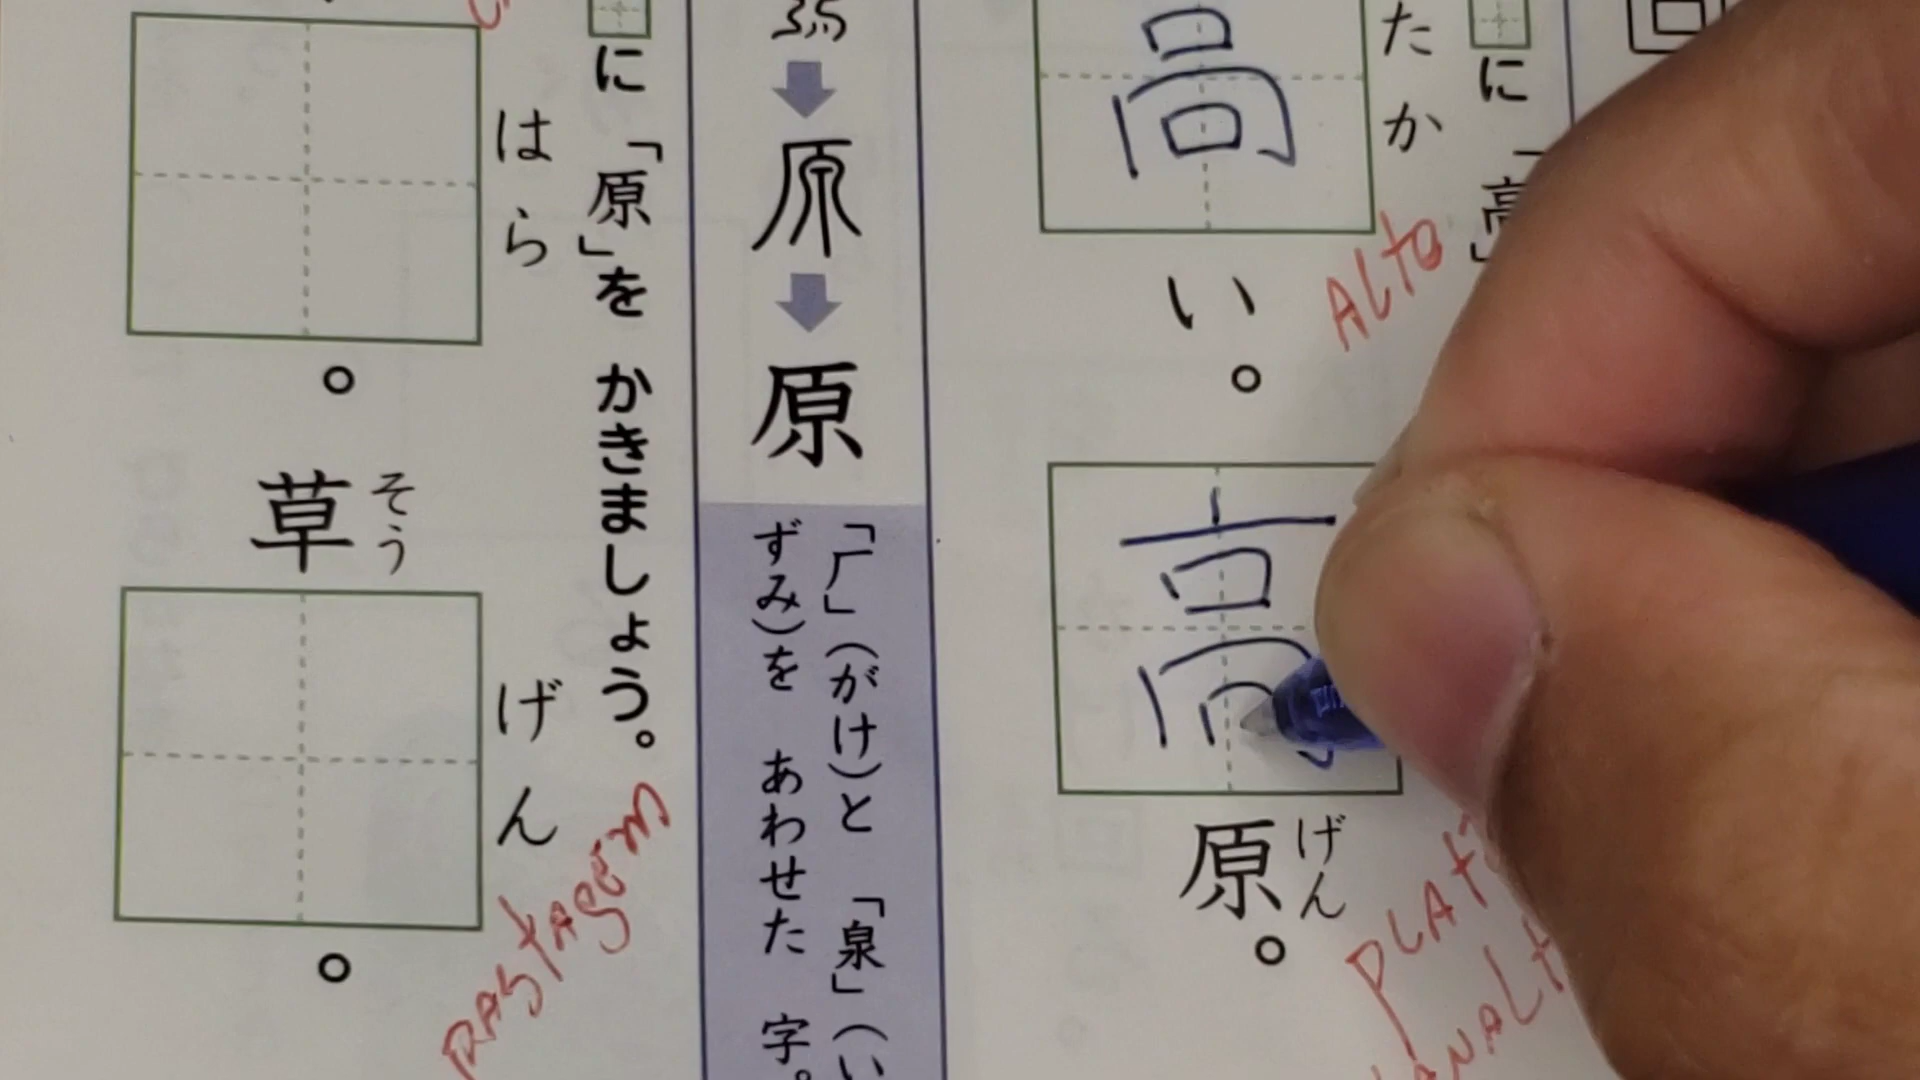 に「高」
たか
高
い。
Alto
高
原。
げん
原
原
「厂」(がけ)と「泉」(い
ずみ)を あわせた 字。
に「原」を かきましょう。
はら
。
草
そう
げん
。
pastagem